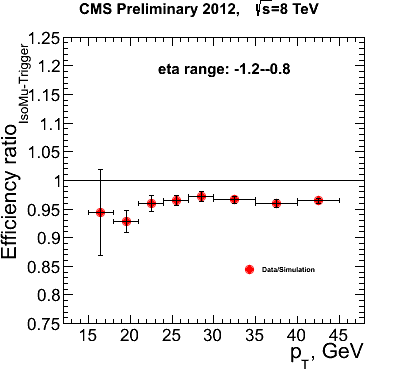 CMS Preliminary 2012, √s=8 TeV
eta range: -1.2--0.8
Efficiency ratio IsoMu-Trigger
1.25
1.2
1.15
1.1
1.05
1
0.95
0.9
0.85
0.8
0.75
Data/Simulation
15 20 25 30 35 40 45
pT, GeV